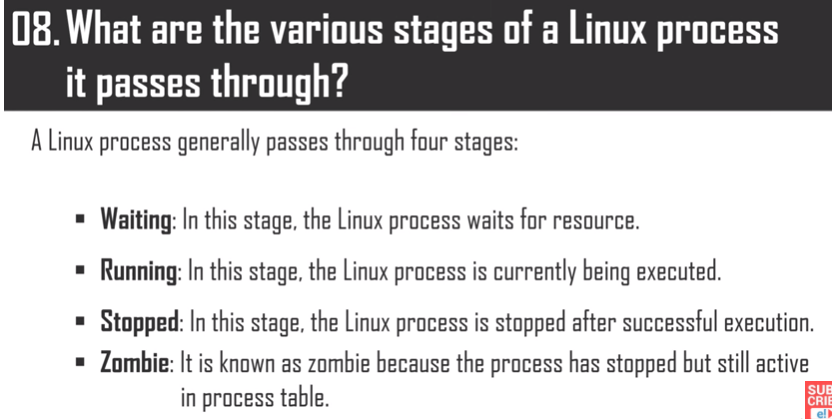 08. What are the various stages of a Linux process
it passes through?
A Linux process generally passes through four stages:
▪ Waiting: In this stage, the Linux process waits for resource.
▪ Running: In this stage, the Linux process is currently being executed.
▪ Stopped: In this stage, the Linux process is stopped after successful execution.
▪ Zombie: It is known as zombie because the process has stopped but still active
in process table.
SUB
CRIE
e!